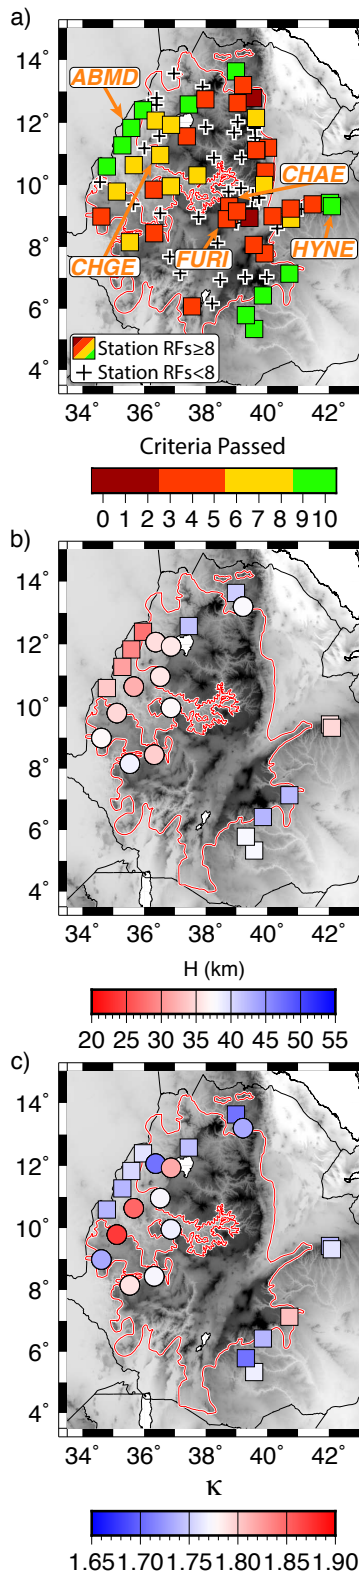 a)
14°
ABMD
12°
10°
CHAE
8°
CHGE
FURI
HYNE
6°
Station RFs≥8
Station RFs<8
4°
34° 36° 38° 40° 42°
Criteria Passed
0 1 2 3 4 5 6 7 8 9 10
b)
14°
12°
10°
8°
6°
4°
34° 36° 38° 40° 42°
H (km)
20 25 30 35 40 45 50 55
c)
14°
12°
10°
8°
6°
4°
34° 36° 38° 40° 42°
κ
1.65 1.70 1.75 1.80 1.85 1.90